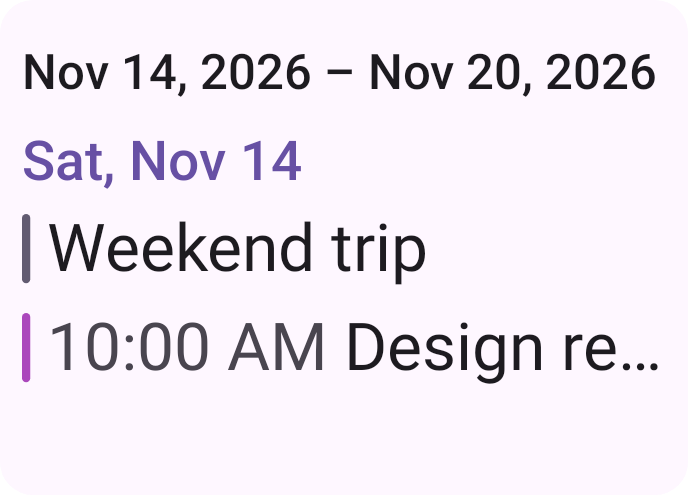 Nov 14, 2026 – Nov 20, 2026
Sat, Nov 14
Weekend trip
10:00 AM Design re…